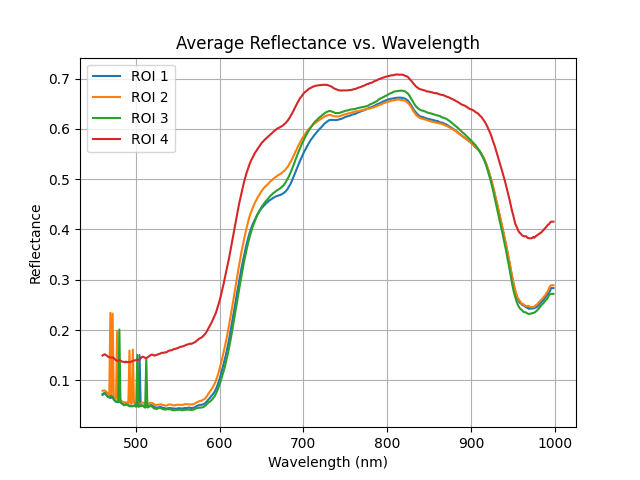 Average Reflectance vs. Wavelength
ROI 1
ROI 2
ROI 3
ROI 4
Reflectance
0.7
0.6
0.5
0.4
0.3
0.2
0.1
500 600 700 800 900 1000
Wavelength (nm)